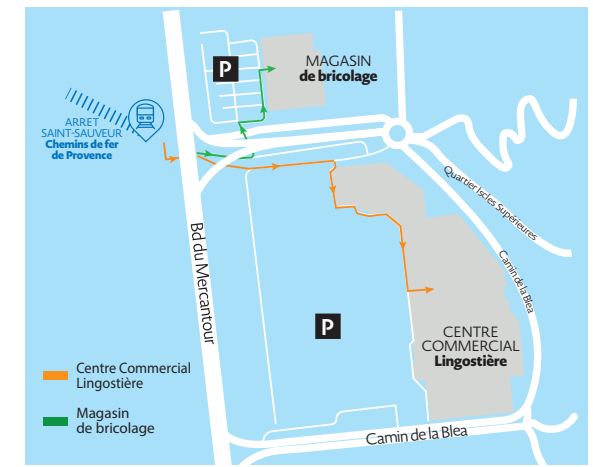 P
MAGASIN
de bricolage
ARRET
SAINT-SAUVEUR
Chemins de fer
de Provence
Quartier Iscles Supérieures
Bd du Mercantour
Camin de la Blea
P
CENTRE
COMMERCIAL
Lingostière
Centre Commercial
Lingostière
Magasin
de bricolage
Camin de la Blea